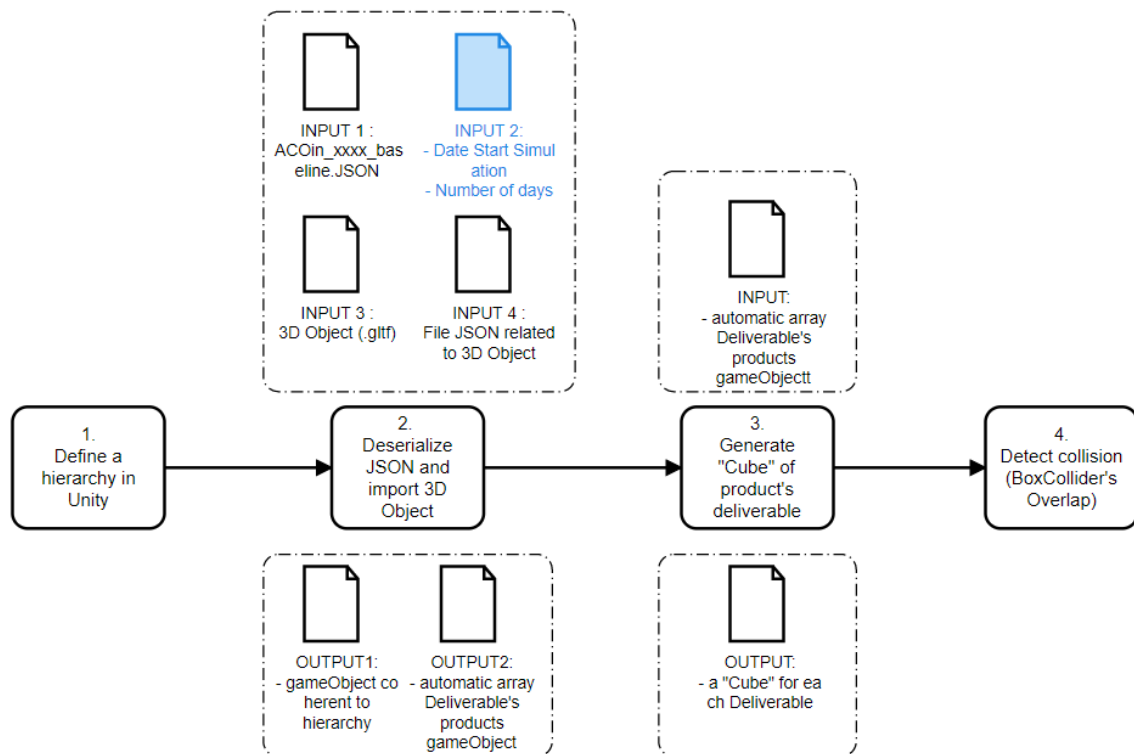 INPUT 1 :
ACOin_xxxx_bas
eline.JSON
INPUT 2:
- Date Start Simul
ation
- Number of days
INPUT 3 :
3D Object (.gltf)
INPUT 4 :
File JSON related
to 3D Object
INPUT:
- automatic array
Deliverable's
products
gameObjectt
1.
Define a
hierarchy in
Unity
2.
Deserialize
JSON and
import 3D
Object
3.
Generate
"Cube" of
product's
deliverable
4.
Detect collision
(BoxCollider's
Overlap)
OUTPUT1:
- gameObject co
herent to
hierarchy
OUTPUT2:
- automatic array
Deliverable's
products
gameObject
OUTPUT:
- a "Cube" for ea
ch Deliverable